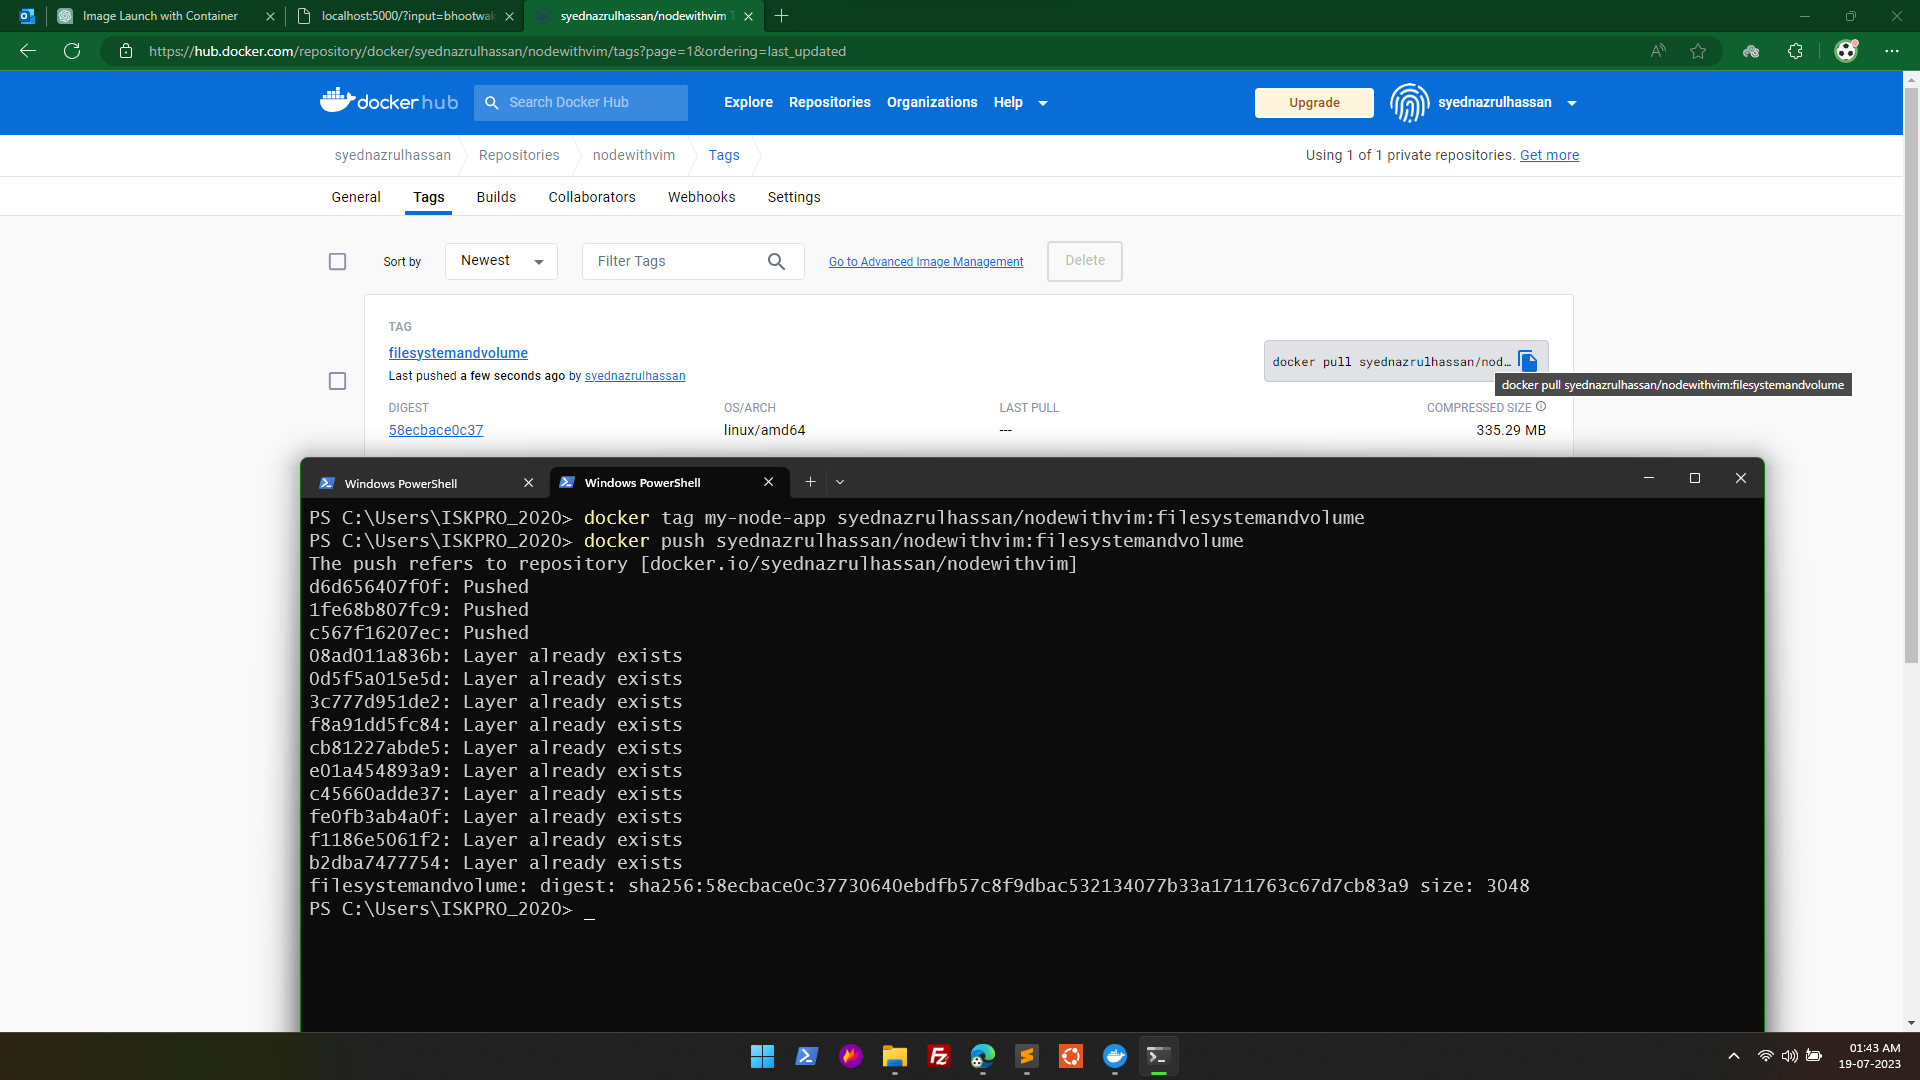 Image Launch with Container
localhost:5000/?input=bhootwak
syednazrulhassan/nodewithvim T
https://hub.docker.com/repository/docker/syednazrulhassan/nodewithvim/tags?page=1&ordering=last_updated
docker hub
Search Docker Hub
Explore
Repositories
Organizations
Help
Upgrade
syednazrulhassan
syednazrulhassan
Repositories
nodewithvim
Tags
Using 1 of 1 private repositories. Get more
General
Tags
Builds
Collaborators
Webhooks
Settings
Sort by
Newest
Filter Tags
Go to Advanced Image Management
Delete
TAG
filesystemandvolume
Last pushed a few seconds ago by syednazrulhassan
docker pull syednazrulhassan/nod...
docker pull syednazrulhassan/nodewithvim:filesystemandvolume
DIGEST
OS/ARCH
LAST PULL
COMPRESSED SIZE
58ecbace0c37
linux/amd64
---
335.29 MB
Windows PowerShell
Windows PowerShell
PS C:\Users\ISKPRO_2020> docker tag my-node-app syednazrulhassan/nodewithvim:filesystemandvolume
PS C:\Users\ISKPRO_2020> docker push syednazrulhassan/nodewithvim:filesystemandvolume
The push refers to repository [docker.io/syednazrulhassan/nodewithvim]
d6d656407f0f: Pushed
1fe68b807fc9: Pushed
c567f16207ec: Pushed
08ad011a836b: Layer already exists
0d5f5a015e5d: Layer already exists
3c777d951de2: Layer already exists
f8a91dd5fc84: Layer already exists
cb81227abde5: Layer already exists
e01a454893a9: Layer already exists
c45660adde37: Layer already exists
fe0fb3ab4a0f: Layer already exists
f1186e5061f2: Layer already exists
b2dba7477754: Layer already exists
filesystemandvolume: digest: sha256:58ecbace0c37730640ebdfb57c8f9dbac532134077b33a1711763c67d7cb83a9 size: 3048
PS C:\Users\ISKPRO_2020> _
01:43 AM
19-07-2023